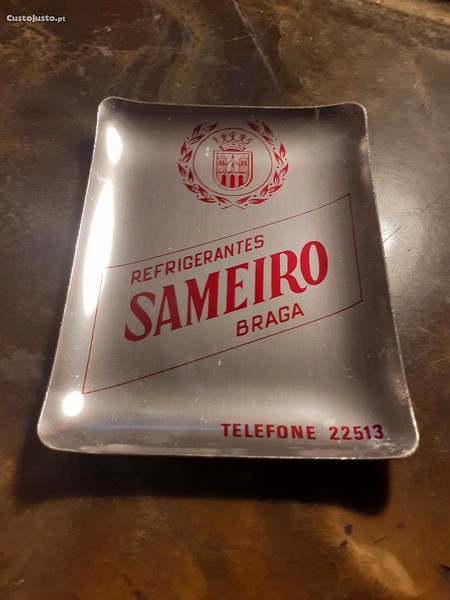 CustoJusto.pt
REFRIGERANTES
SAMEIRO
BRAGA
TELEFONE 22513